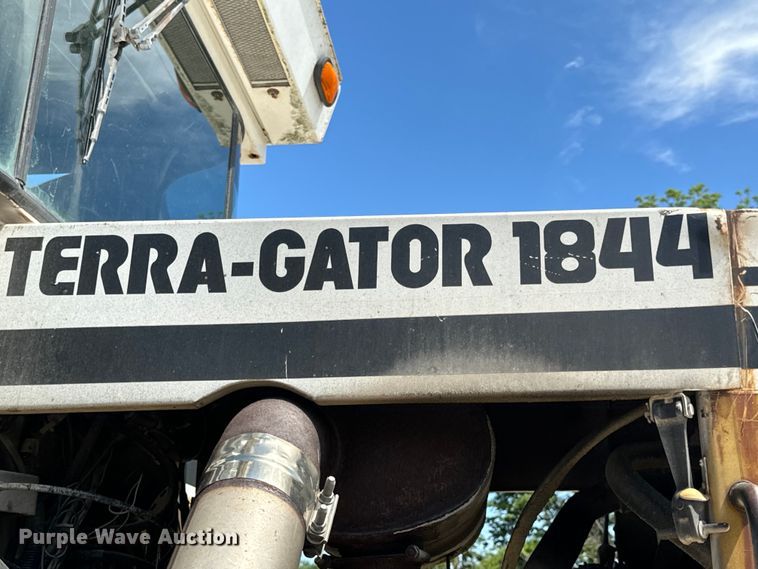 TERRA-GATOR 1844
Purple Wave Auction